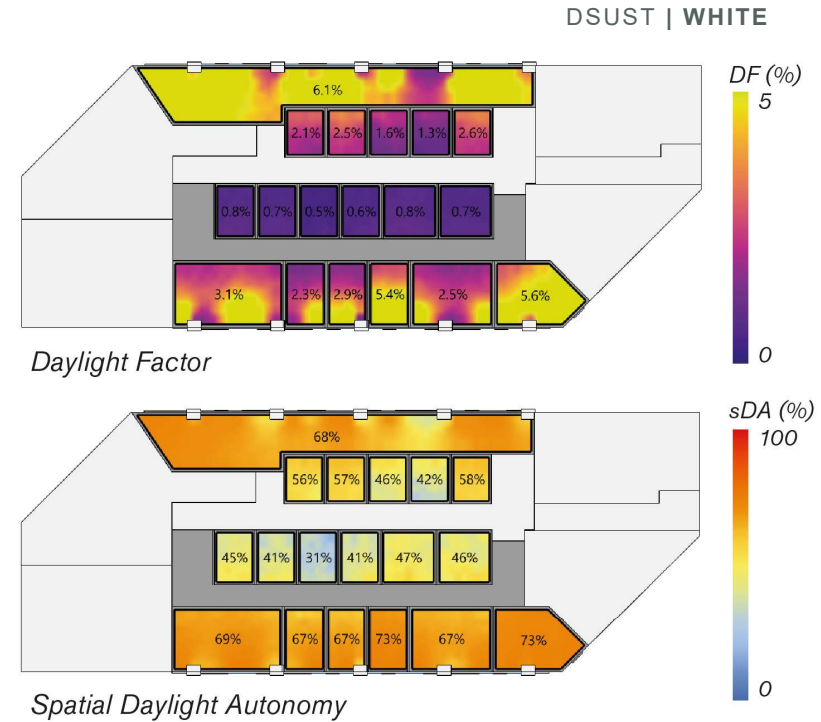 DSUST | WHITE
DF (%)
5
6.1%
2.1% 2.5% 1.6% 1.3% 2.6%
0.8% 0.7% 0.5% 0.6% 0.8% 0.7%
3.1% 2.3% 2.9% 5.4% 2.5% 5.6%
0
Daylight Factor
sDA (%)
100
68%
56% 57% 46% 42% 58%
45% 41% 31% 41% 47% 46%
69% 67% 67% 73% 67% 73%
0
Spatial Daylight Autonomy